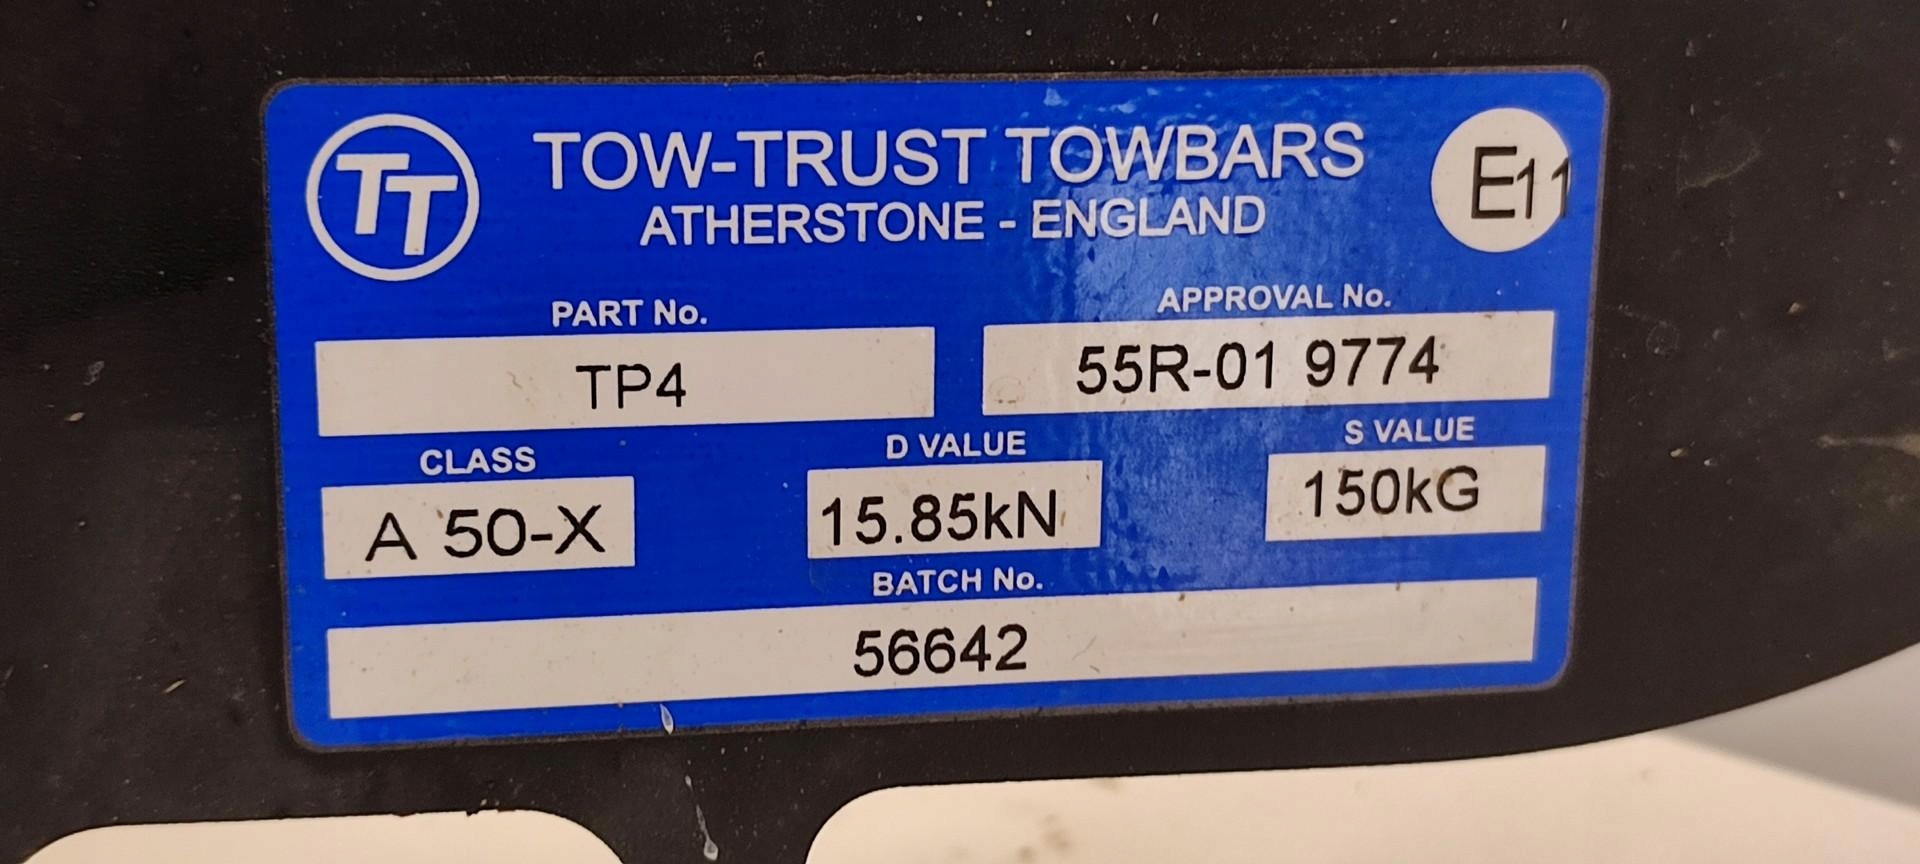 TT
TOW-TRUST TOWBARS
ATHERSTONE - ENGLAND
E11
PART No.
APPROVAL No.
TP4
55R-01 9774
CLASS
D VALUE
S VALUE
A 50-X
15.85kN
150kG
BATCH No.
56642